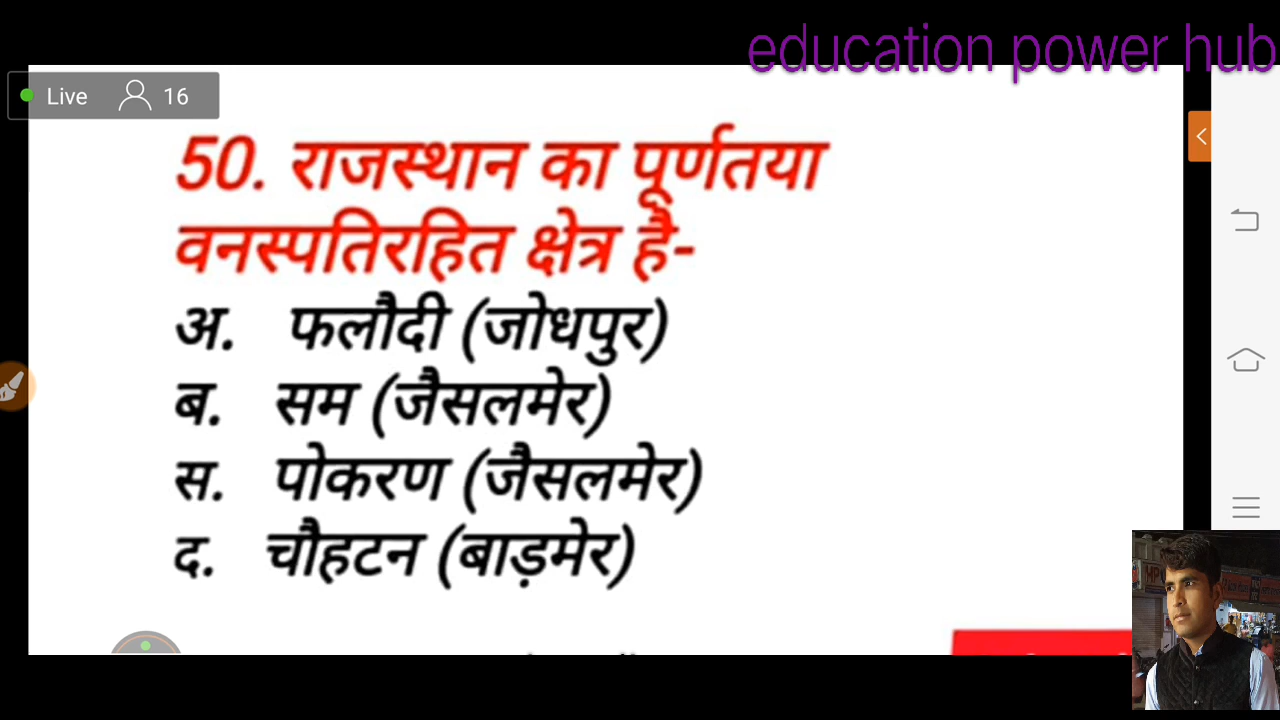 education power hub
Live 16
50. राजस्थान का पूर्णतया
वनस्पतिरहित क्षेत्र है-
अ. फलौदी (जोधपुर)
ब. सम (जैसलमेर)
स. पोकरण (जैसलमेर)
द. चौहटन (बाड़मेर)